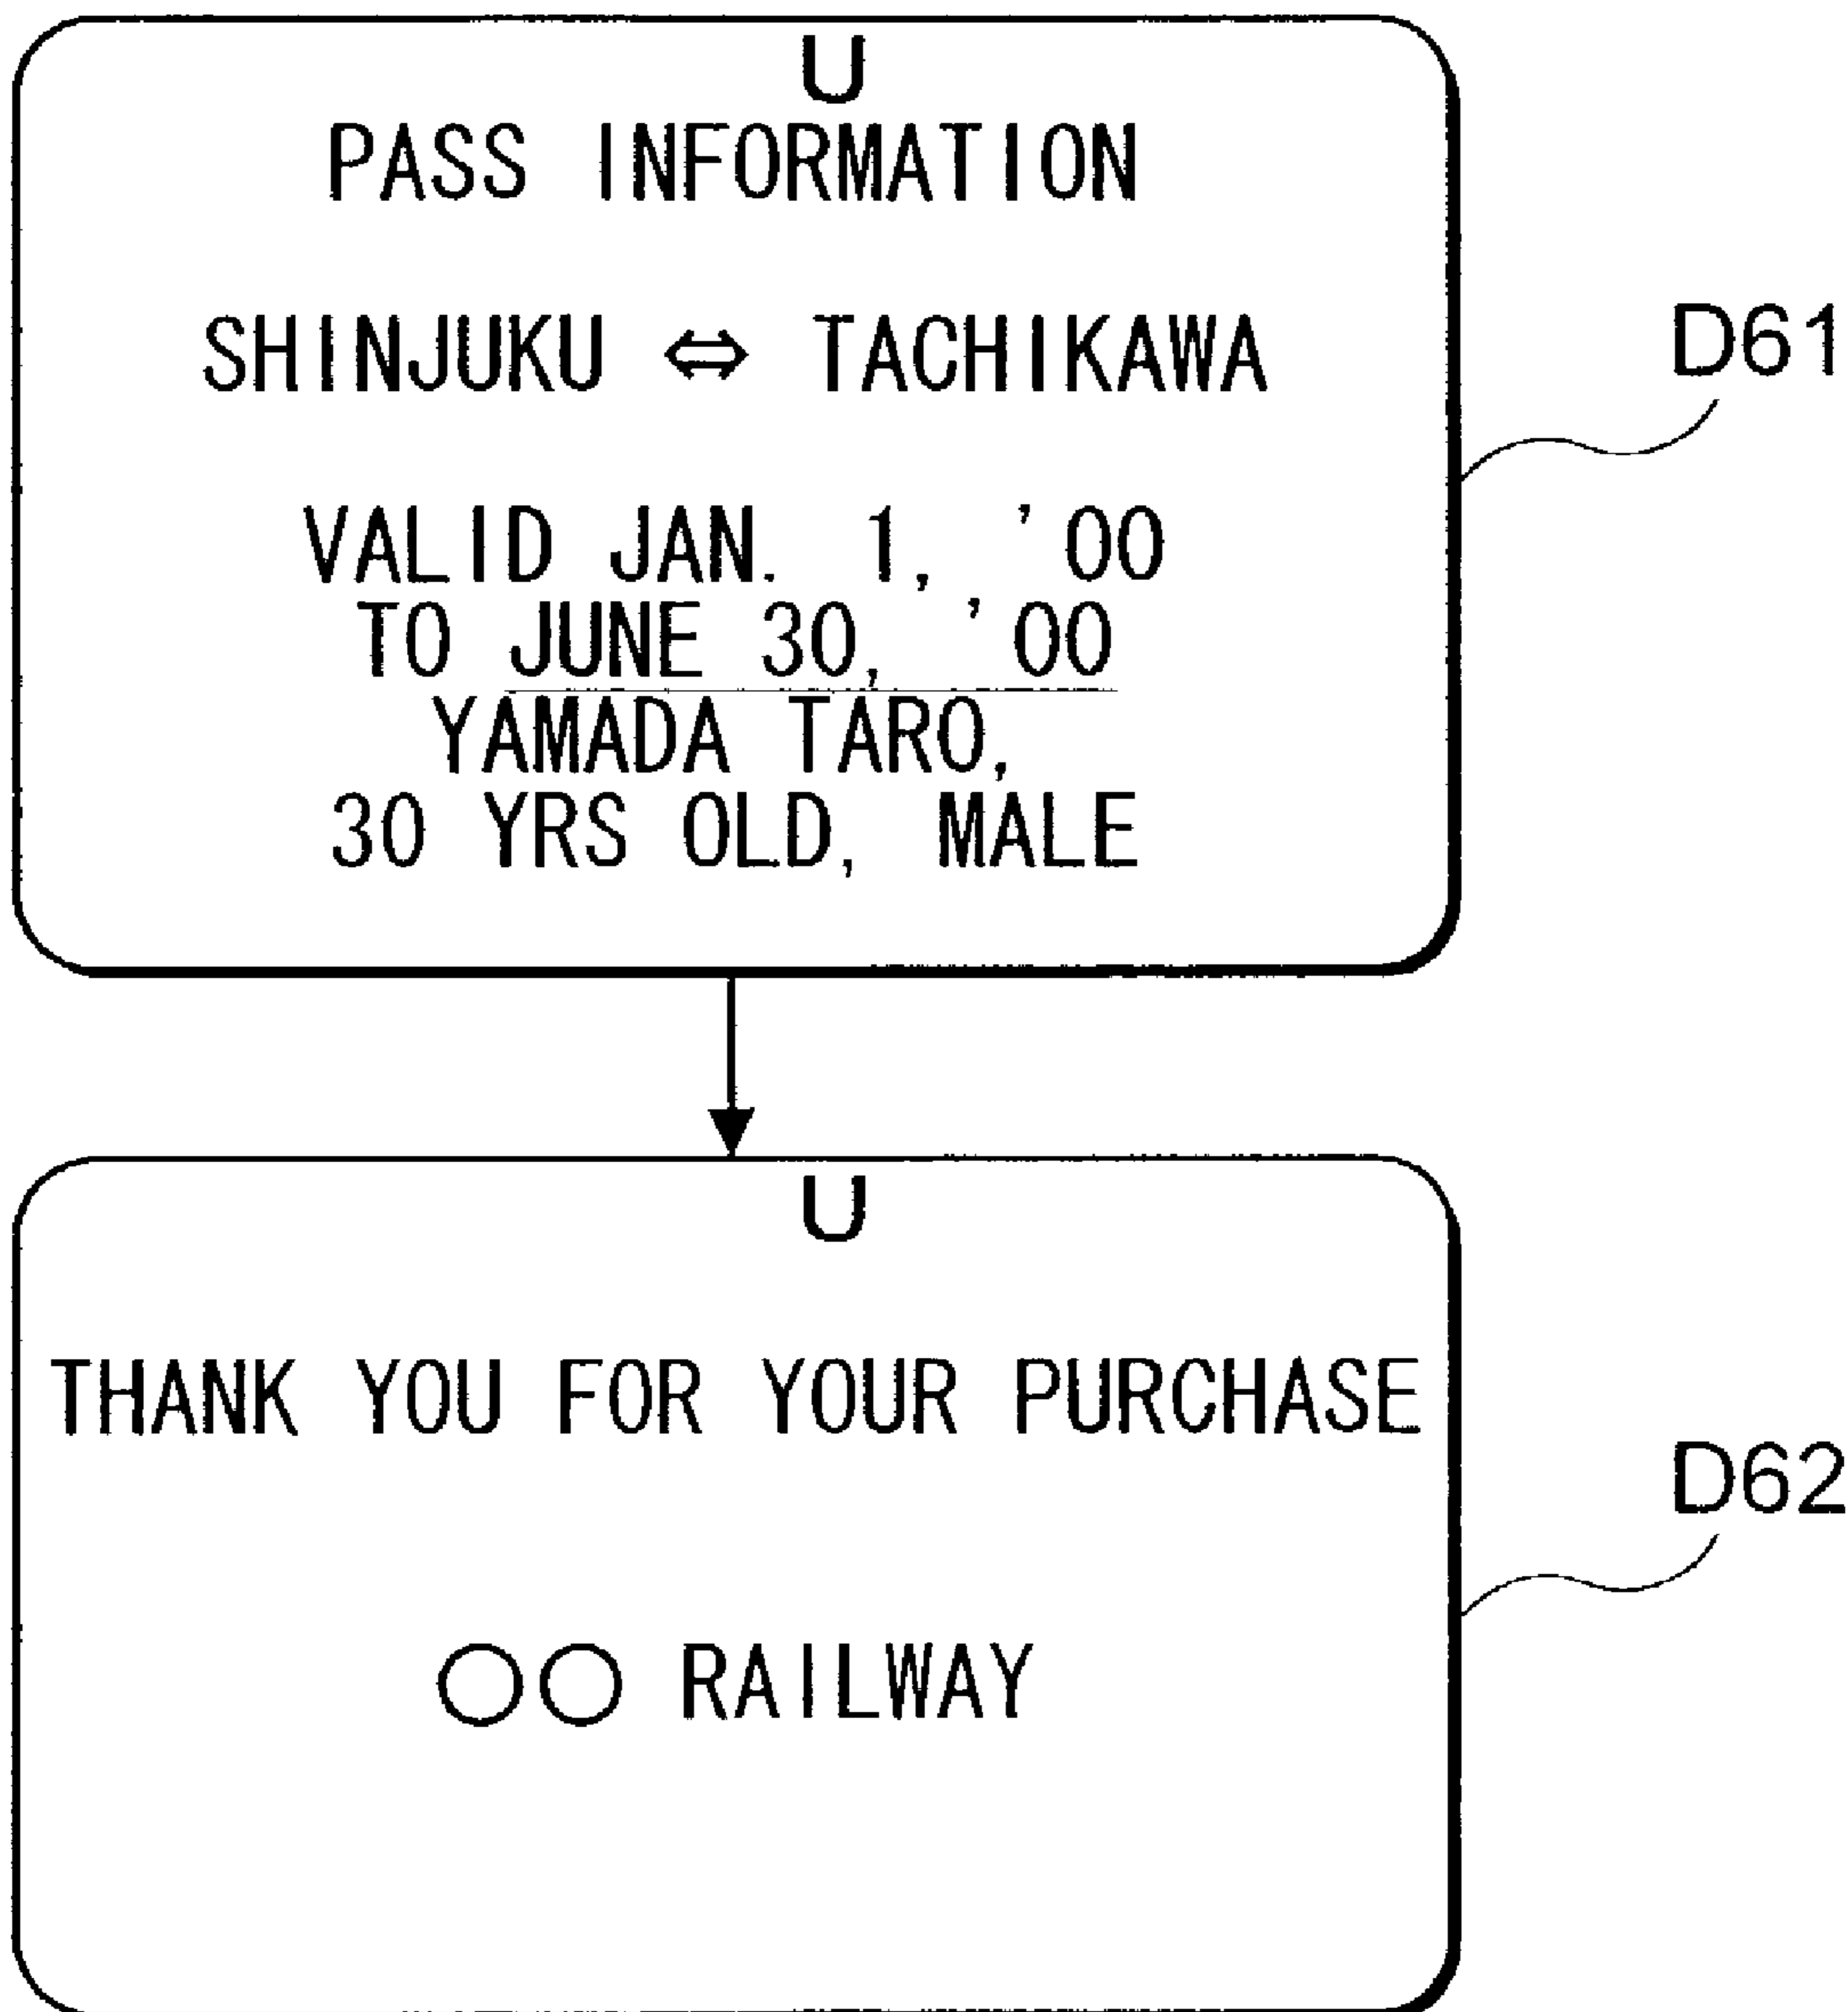 U
PASS INFORMATION
SHINJUKU ⇔ TACHIKAWA
D61
VALID JAN. 1, '00
TO JUNE 30, '00
YAMADA TARO,
30 YRS OLD, MALE
U
THANK YOU FOR YOUR PURCHASE
D62
○○ RAILWAY